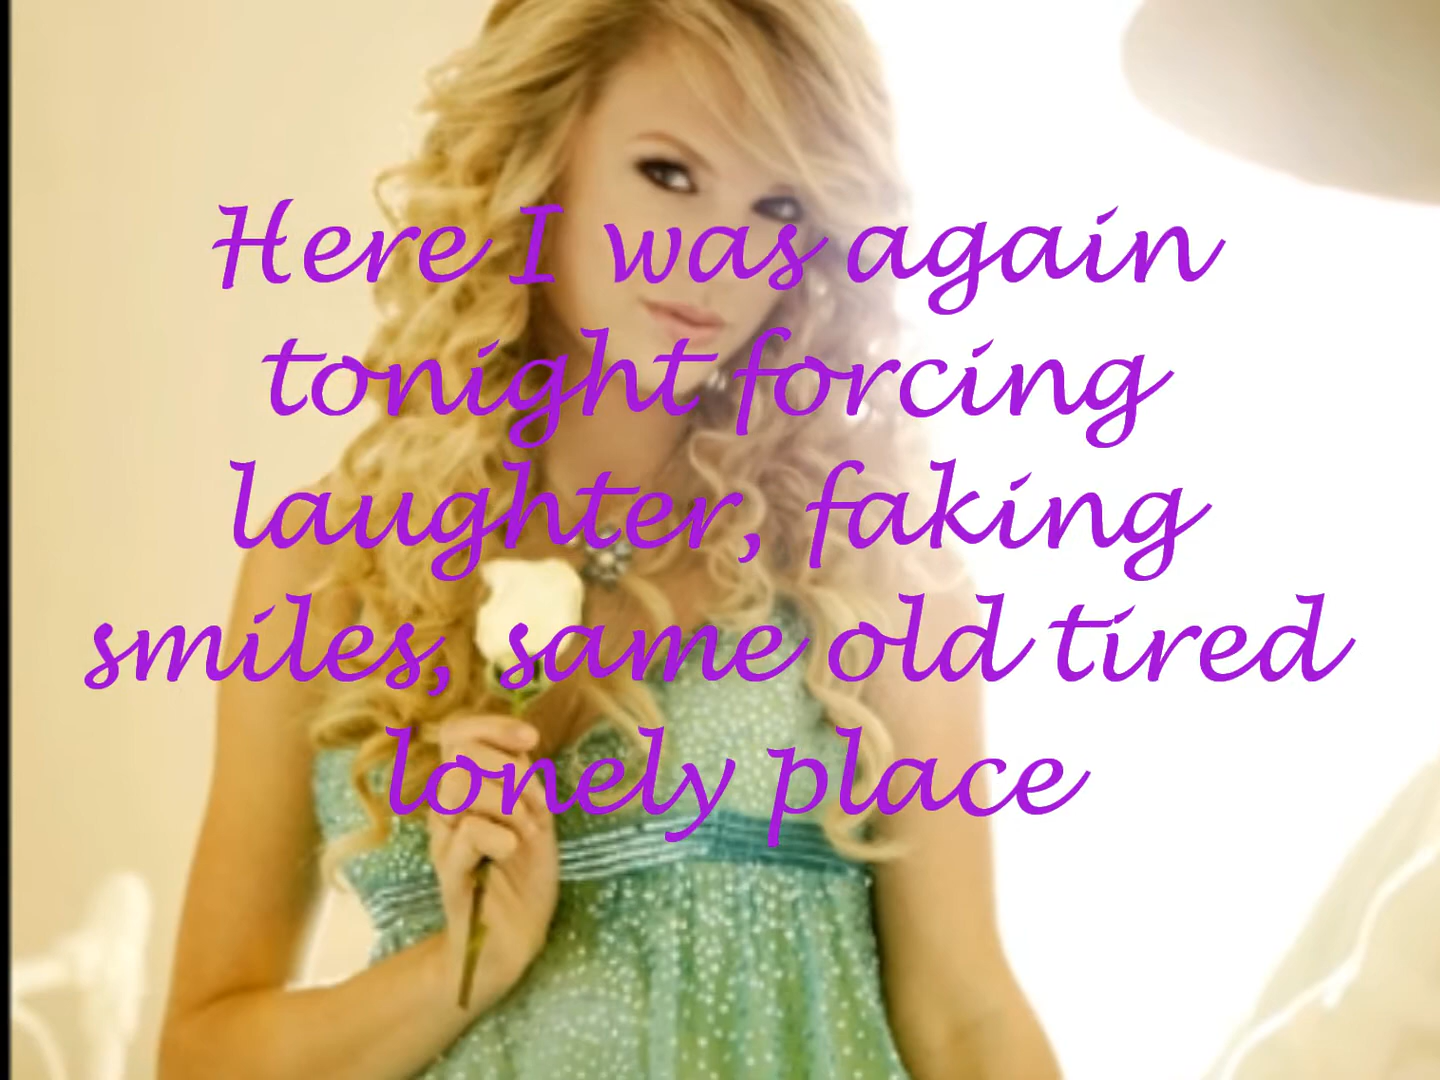 Here I was again
tonight forcing
laughter, faking
smiles, same old tired
lonely place